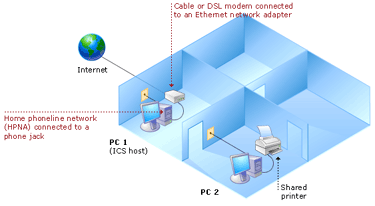 Cable or DSL modem connected
to an Ethernet network adapter
Internet
Home phoneline network
(HPNA) connected to a
phone jack
PC 1
(ICS host)
PC 2
Shared
printer